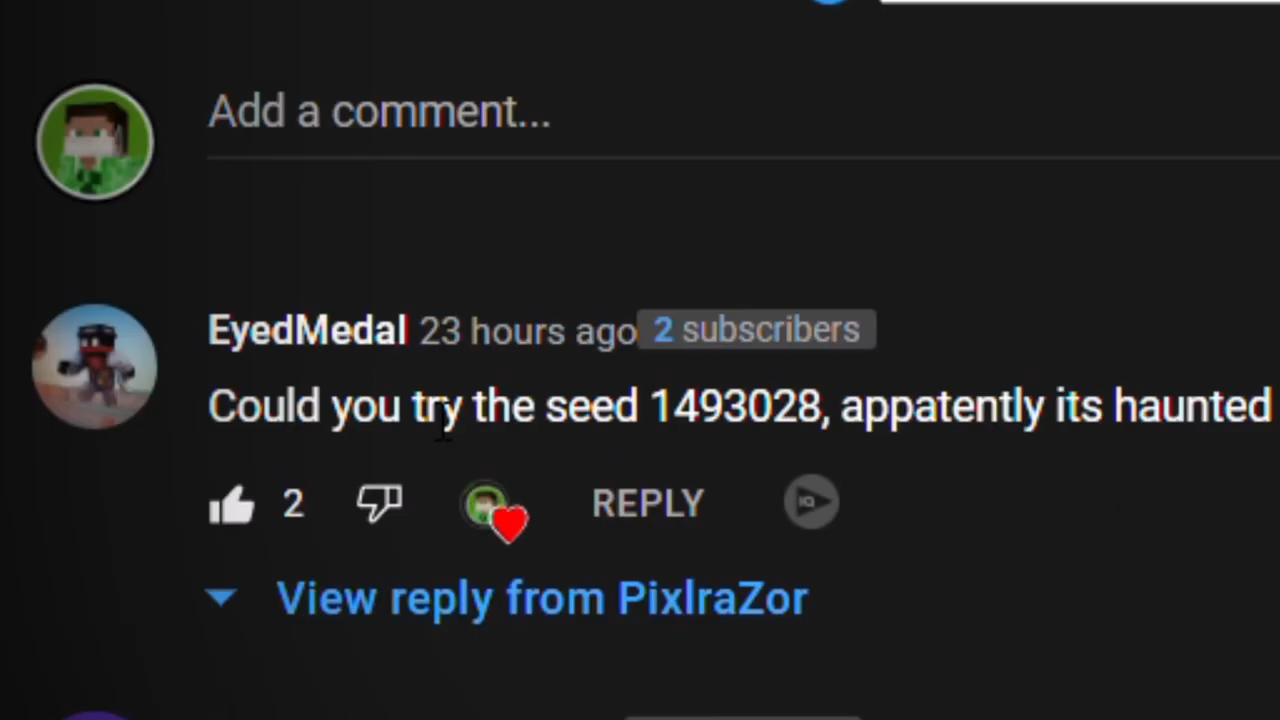 Add a comment...
EyedMedal 23 hours ago 2 subscribers
Could you try the seed 1493028, appatently its haunted
2 REPLY IQ
View reply from PixlraZor